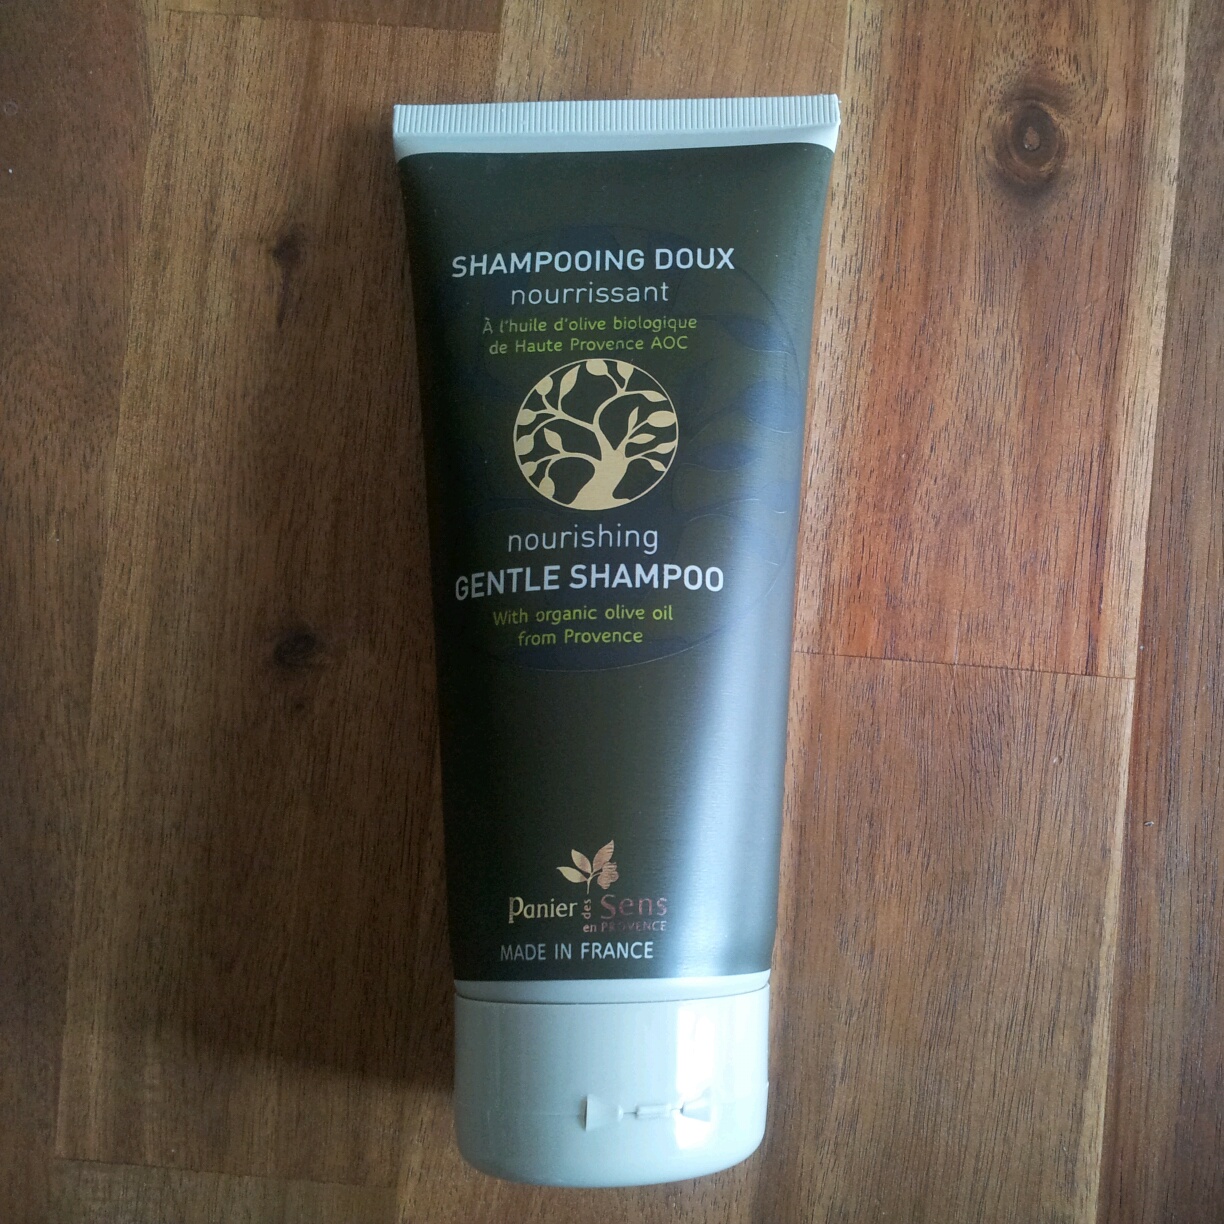 SHAMPOOING DOUX
nourrissant
À l'huile d'olive biologique
de Haute Provence AOC
nourishing
GENTLE SHAMPOO
With organic olive oil
from Provence
Panier des Sens
en PROVENCE
MADE IN FRANCE